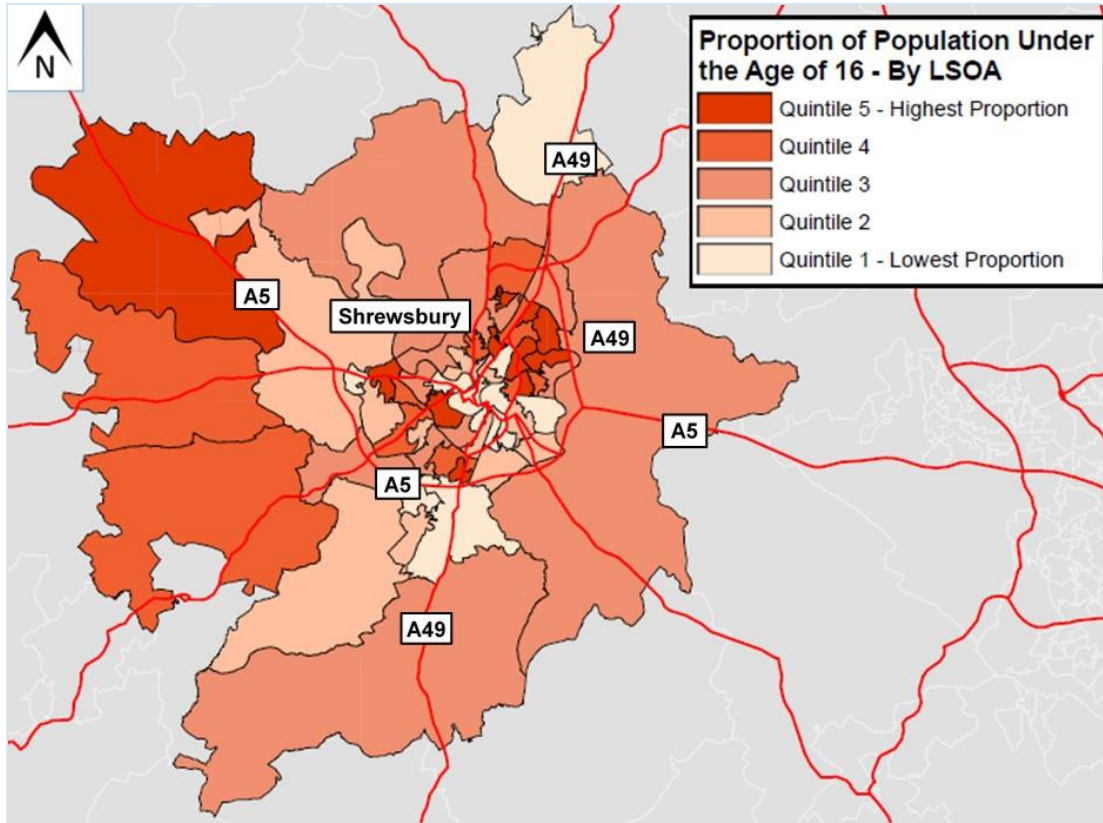 N
Proportion of Population Under
the Age of 16 - By LSOA
Quintile 5 - Highest Proportion
Quintile 4
Quintile 3
Quintile 2
Quintile 1 - Lowest Proportion
A49
A5
Shrewsbury
A49
A5
A5
A49